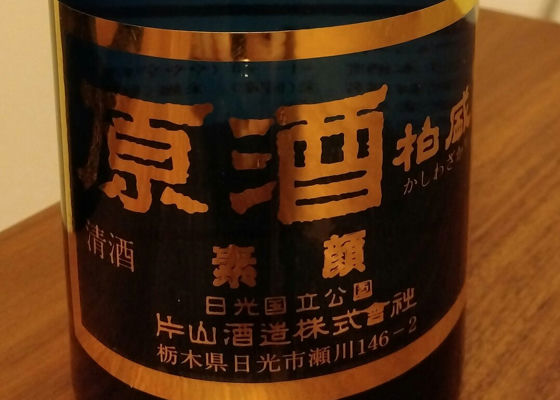 原酒
柏盛
かしわざか
清酒
素顔
日光国立公園
片山酒造株式會社
栃木県日光市瀬川146-2